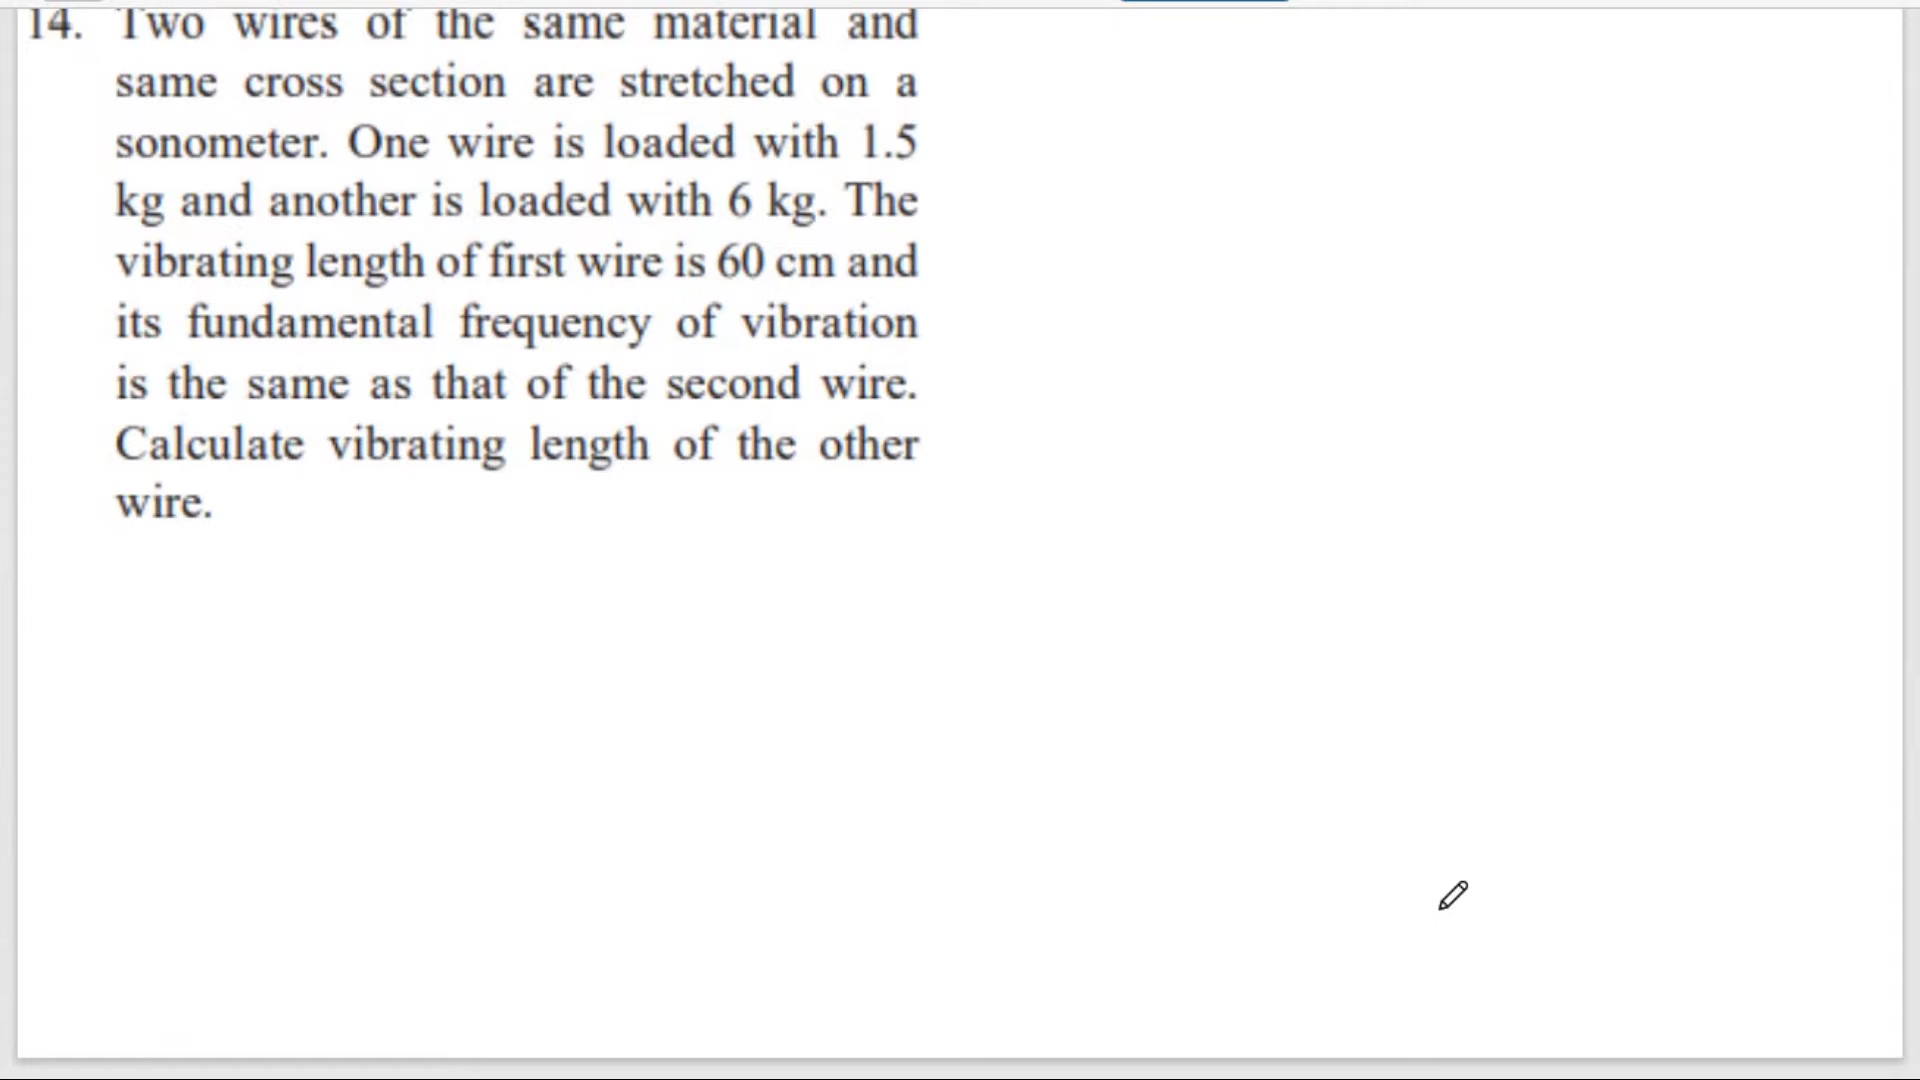 14. Two wires of the same material and
same cross section are stretched on a
sonometer. One wire is loaded with 1.5
kg and another is loaded with 6 kg. The
vibrating length of first wire is 60 cm and
its fundamental frequency of vibration
is the same as that of the second wire.
Calculate vibrating length of the other
wire.